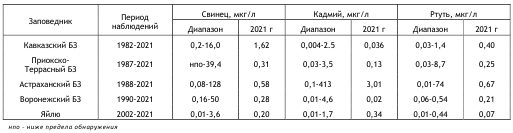 Заповедник Период наблюдений Свинец, мкг/л Кадмий, мкг/л Ртуть, мкг/л
Диапазон 2021 г Диапазон 2021 г Диапазон 2021 г
Кавказский БЗ 1982-2021 0,2-16,0 1,62 0,004-2.5 0,036 0,03-1,4 0,40
Приокско-
Террасный БЗ 1987-2021 нпо-39,4 0,31 0,03-3,5 0,13 0,03-8,7 0,25
Астраханский БЗ 1988-2021 0,08-128 0,58 0,1-413 3,01 0,01-74 0,67
Воронежский БЗ 1990-2021 0,16-50 0,28 0,01-4,6 0,02 0,06-0,54 0,21
Яйлю 2002-2021 0,01-3,6 0,20 0,01-1,7 0,34 0,01-0,44 0,07
нпо - ниже предела обнаружения